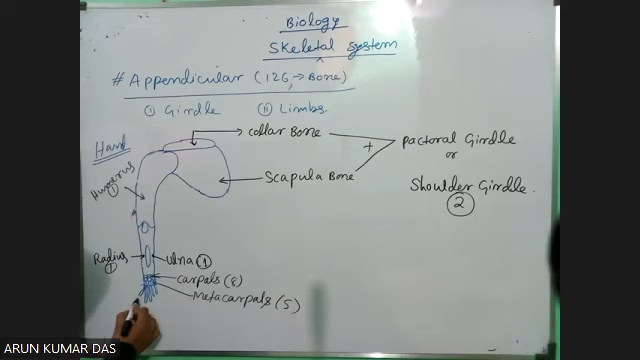 Biology
Skeletal System
# Appendicular (126 → Bone)
(i) Girdle (ii) Limbs
Hand
Collar Bone
+
Pactoral Girdle
or
Shoulder Girdle.
2
Scapula Bone
Humerus
1
Radius
1
ulna 1
Carpals (8)
Metacarpals (5)
ARUN KUMAR DAS